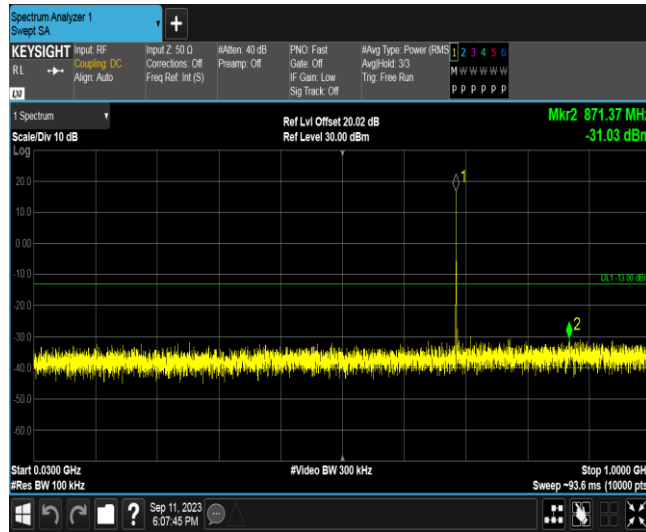 Spectrum Analyzer 1
Swept SA
+
KEYSIGHT
RL
Input: RF
Coupling: DC
Align: Auto
Input Z: 50 Ω
Corrections: Off
Freq Ref: Int (S)
#Atten: 40 dB
Preamp: Off
PNO: Fast
Gate: Off
IF Gain: Low
Sig Track: Off
#Avg Type: Power (RMS
Avg|Hold: 3/3
Trig: Free Run
1 2 3 4 5 6
M W W W W W
P P P P P P
LXI
1 Spectrum
Scale/Div 10 dB
Log
Ref Lvl Offset 20.02 dB
Ref Level 30.00 dBm
Mkr2 871.37 MHz
-31.03 dBm
20.0
10.0
0.00
-10.0
-20.0
-30.0
-40.0
-50.0
-60.0
1
DL1 -13.00 dBm
2
Start 0.0300 GHz
#Res BW 100 kHz
#Video BW 300 kHz
Stop 1.0000 GHz
Sweep ~93.6 ms (10000 pts)
?
Sep 11, 2023
6:07:45 PM